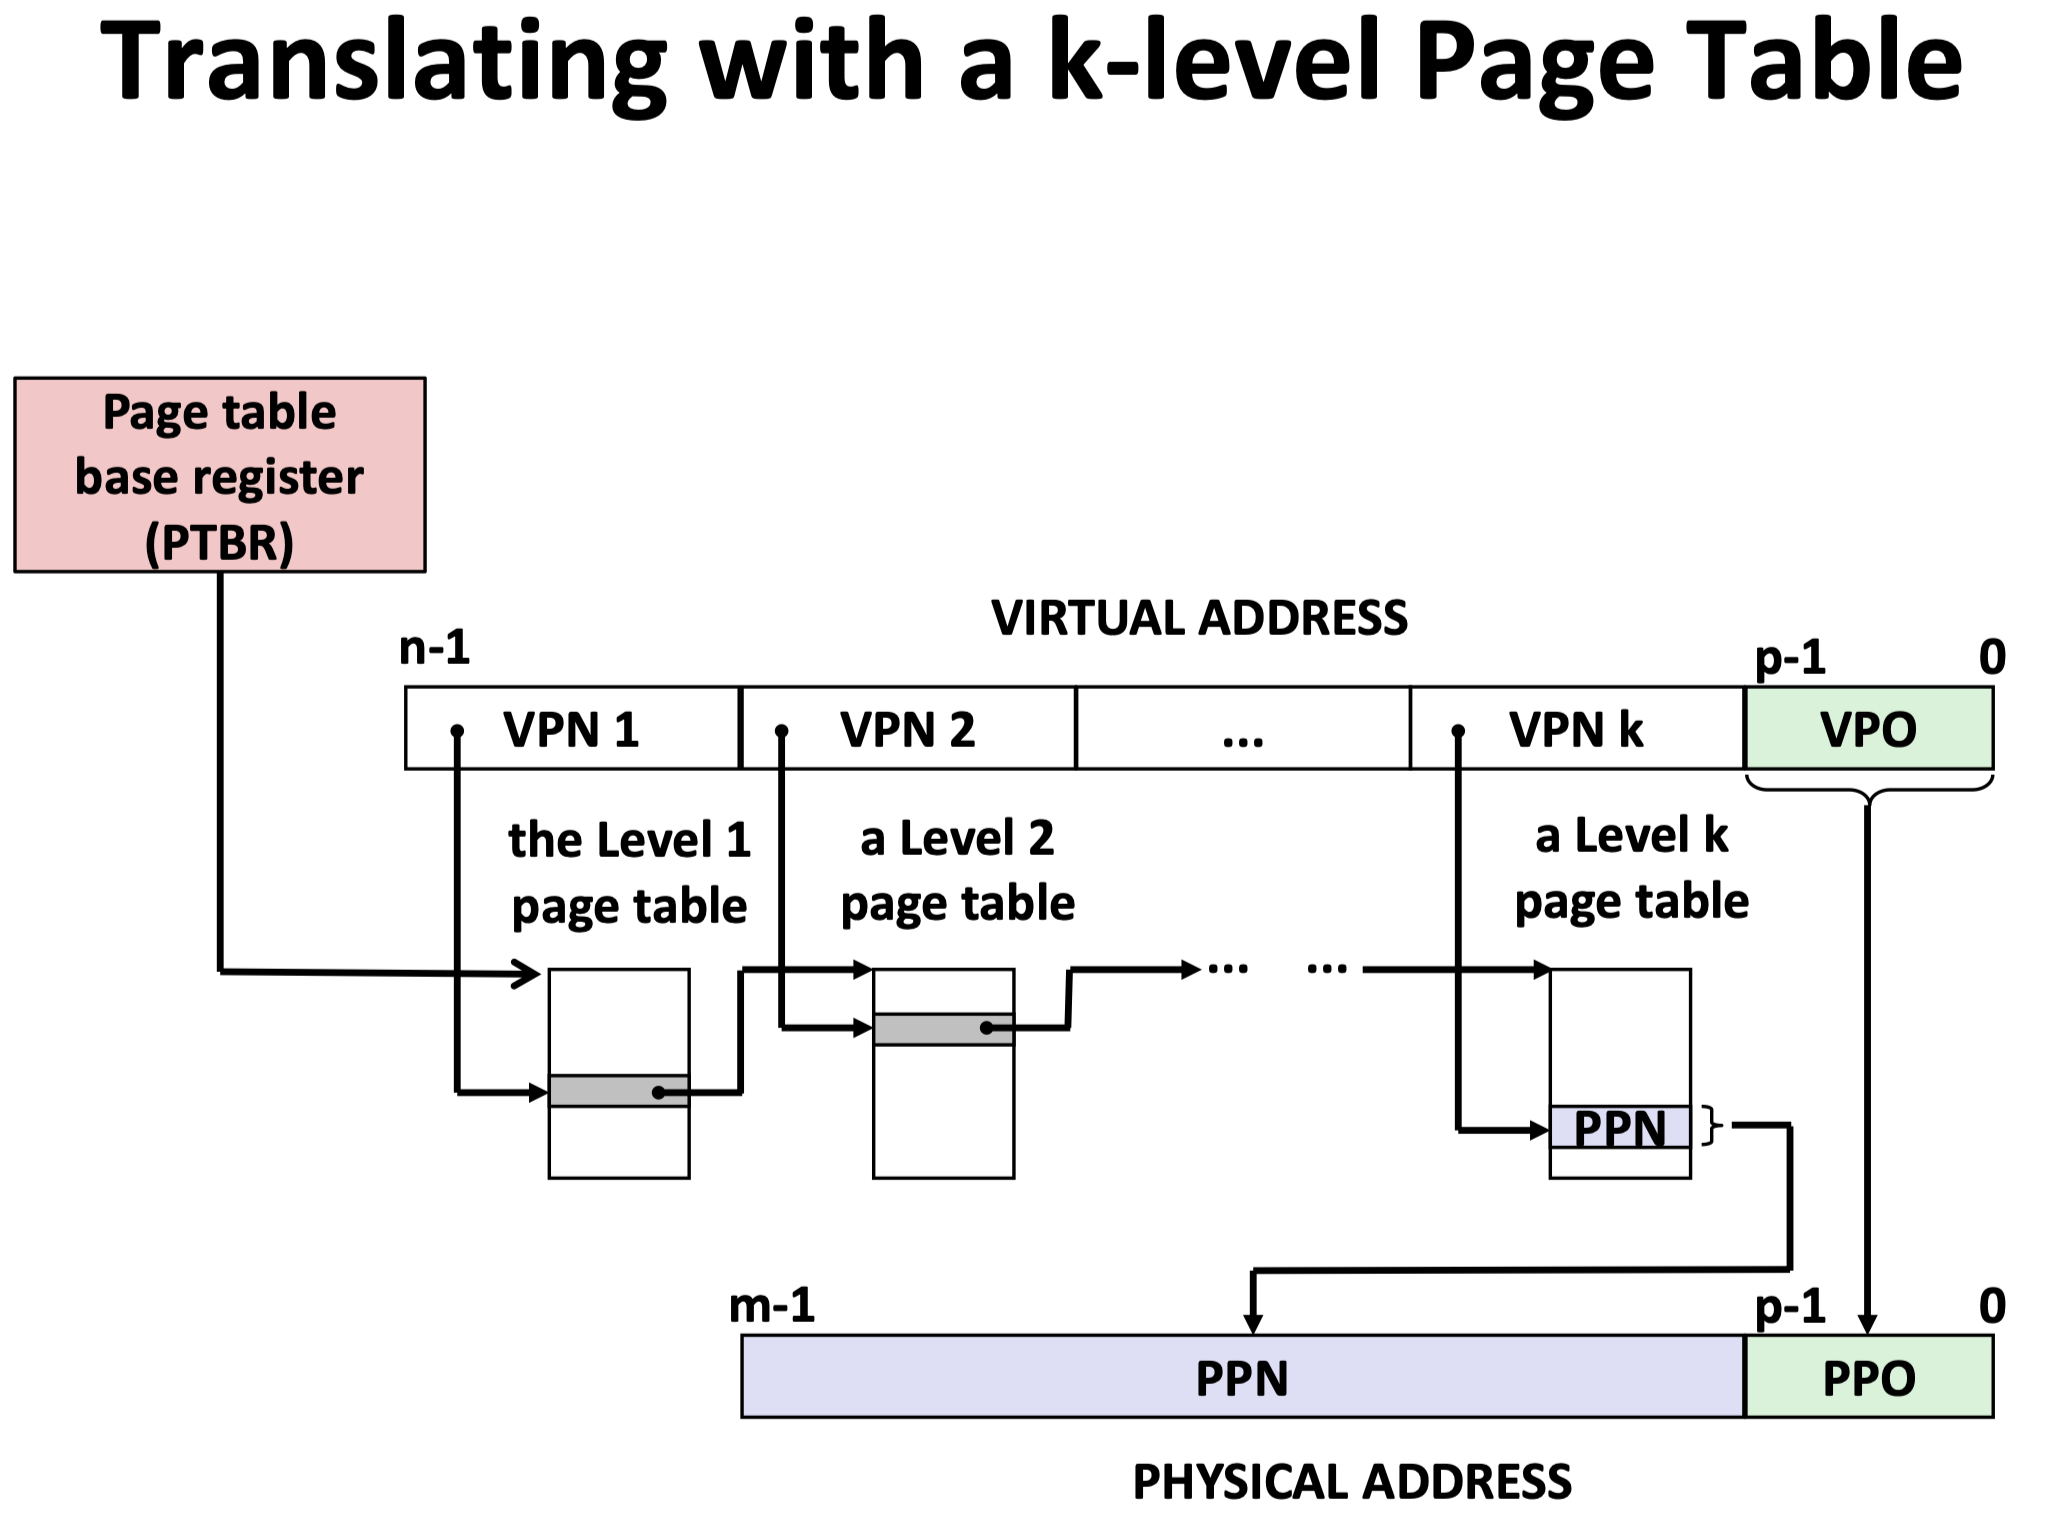 Translating with a k-level Page Table
Page table
base register
(PTBR)
VIRTUAL ADDRESS
n-1
p-1
0
VPN 1
VPN 2
...
VPN k
VPO
the Level 1
page table
a Level 2
page table
a Level k
page table
...
...
PPN
m-1
p-1
0
PPN
PPO
PHYSICAL ADDRESS